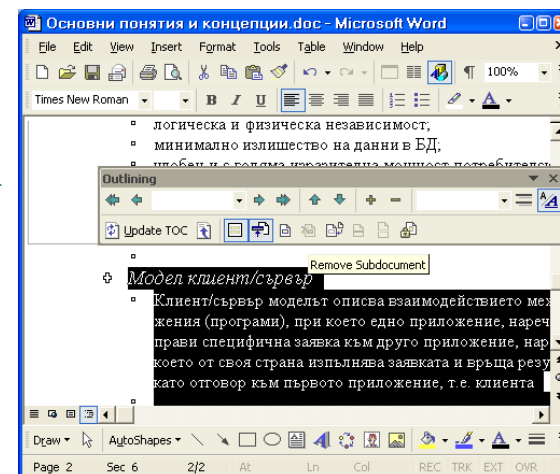 Основни понятия и концепции.doc - Microsoft Word
File Edit View Insert Format Tools Table Window Help
100%
Times New Roman B I U
логическа и физическа независимост;
минимално излишество на данни в БД;
удобен и с голяма изразителна мощност
Outlining
Update TOC
Remove Subdocument
Модел клиент/сървър
Клиент/сървър моделът описва взаимодействието меж
жения (програми), при което едно приложение, нареч
прави специфична заявка към друго приложение, нар
което от своя страна изпълнява заявката и връща резу
като отговор към първото приложение, т.е. клиента
Draw AutoShapes
Page 2 Sec 6 2/2 At Ln Col REC TRK EXT OVR